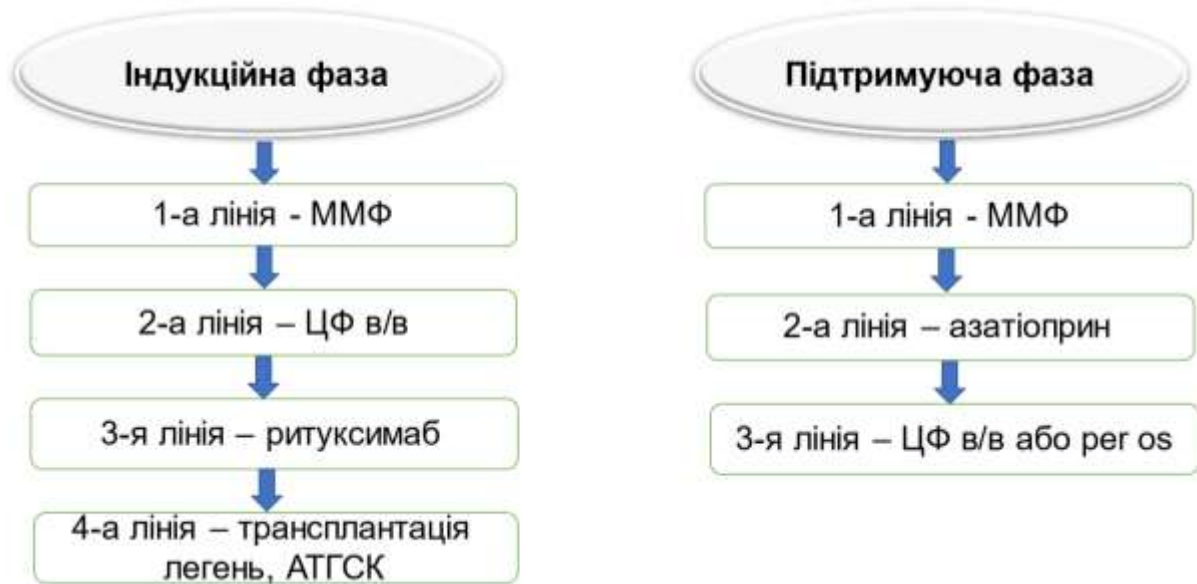 Індукційна фаза
1-а лінія - ММФ
2-а лінія – ЦФ в/в
3-я лінія – ритуксимаб
4-а лінія – трансплантація
легень, АТГСК
Підтримуюча фаза
1-а лінія - ММФ
2-а лінія – азатіоприн
3-я лінія – ЦФ в/в або per os